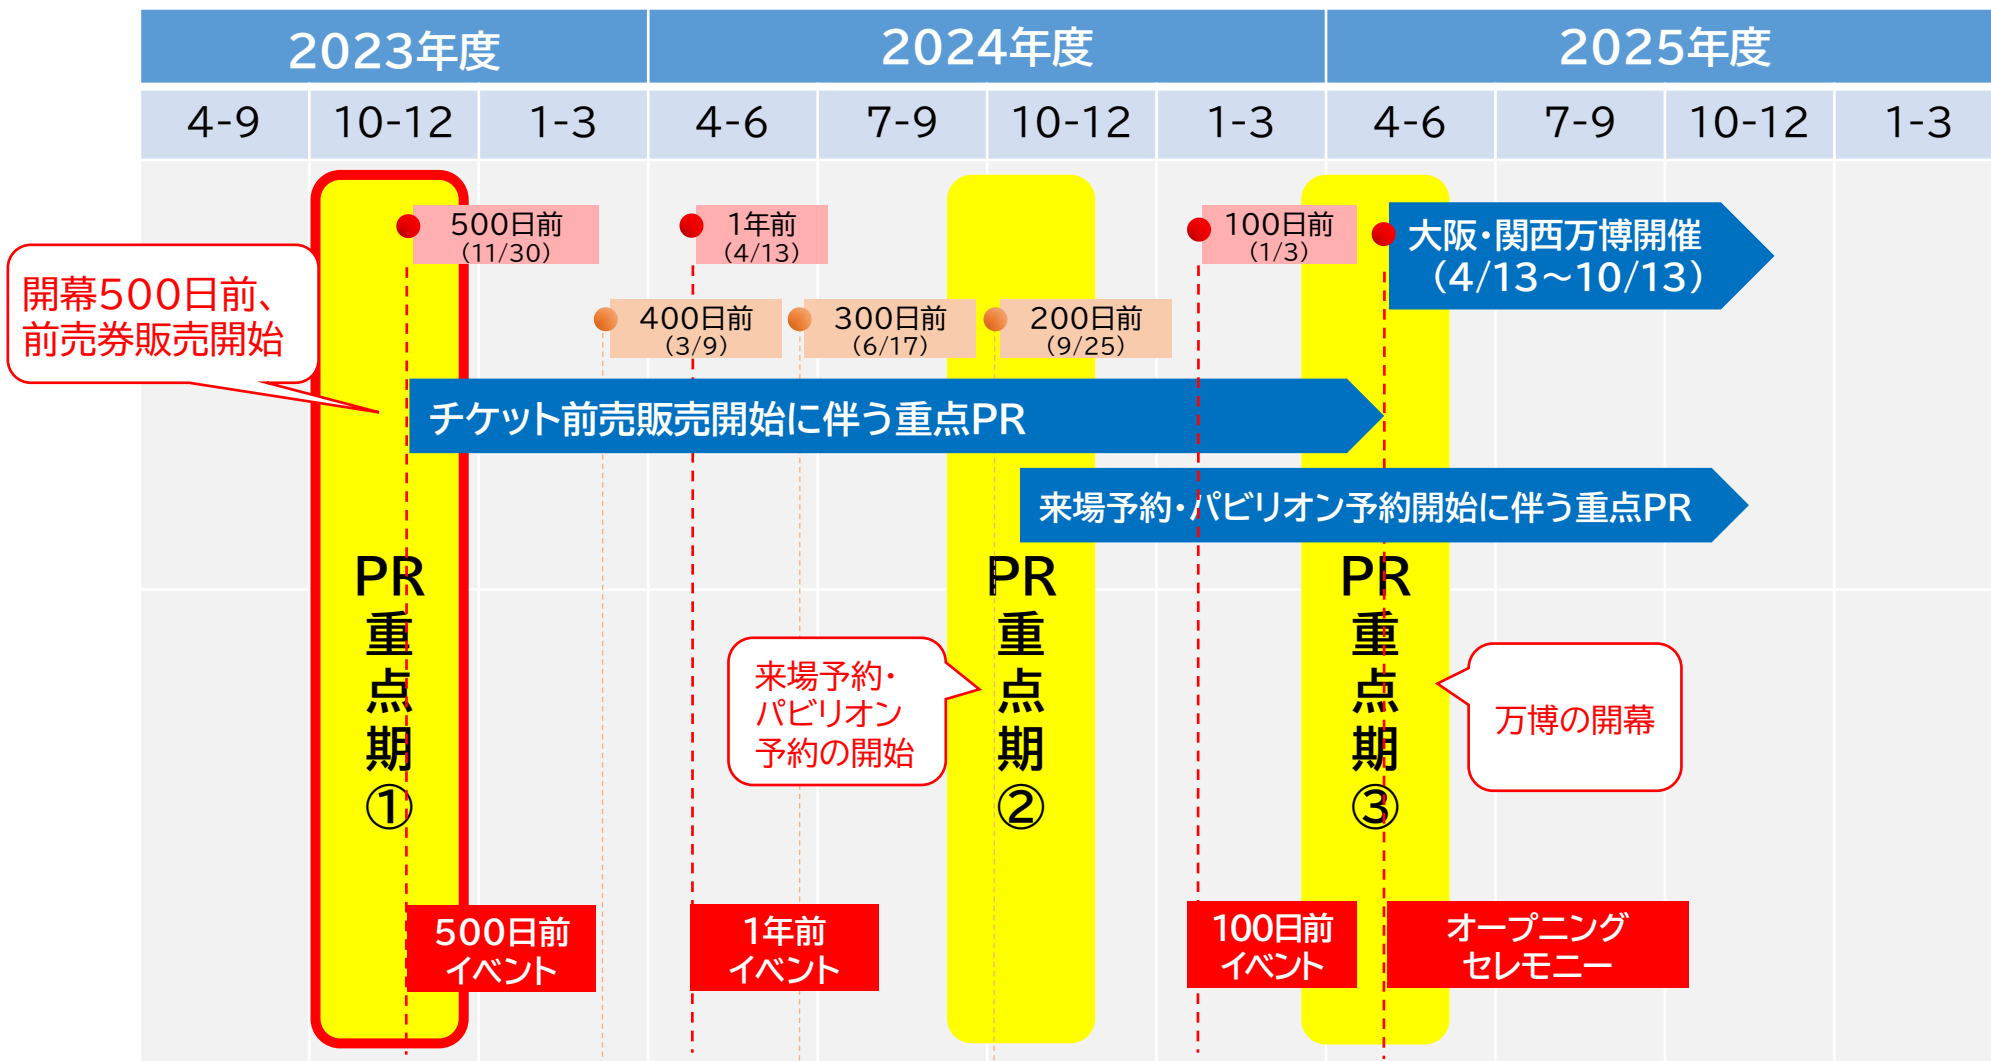 2023年度
2024年度
2025年度
4-9
10-12
1-3
4-6
7-9
10-12
1-3
4-6
7-9
10-12
1-3
500日前
(11/30)
1年前
(4/13)
100日前
(1/3)
大阪・関西万博開催
(4/13～10/13)
開幕500日前、
前売券販売開始
400日前
(3/9)
300日前
(6/17)
200日前
(9/25)
チケット前売販売開始に伴う重点PR
来場予約・パビリオン予約開始に伴う重点PR
PR
重
点
期
①
PR
重
点
期
②
PR
重
点
期
③
来場予約・
パビリオン
予約の開始
万博の開幕
500日前
イベント
1年前
イベント
100日前
イベント
オープニング
セレモニー